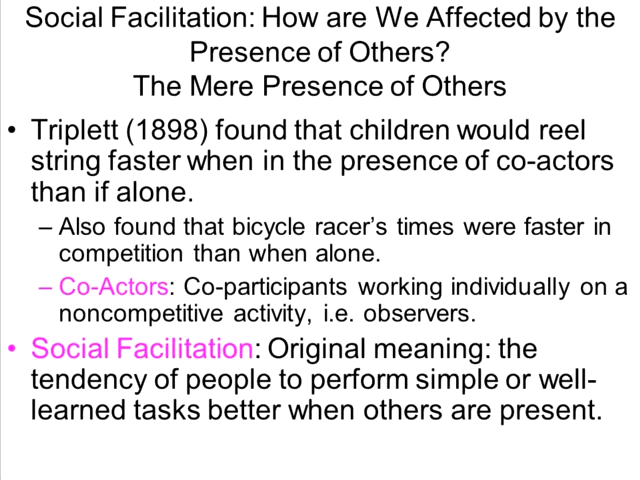 Social Facilitation: How are We Affected by the
Presence of Others?
The Mere Presence of Others
• Triplett (1898) found that children would reel
string faster when in the presence of co-actors
than if alone.
– Also found that bicycle racer's times were faster in
competition than when alone.
– Co-Actors: Co-participants working individually on a
noncompetitive activity, i.e. observers.
• Social Facilitation: Original meaning: the
tendency of people to perform simple or well-
learned tasks better when others are present.